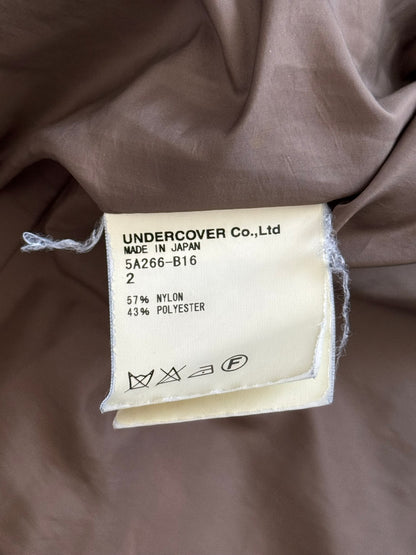 UNDERCOVER Co.,Ltd
MADE IN JAPAN
5A266-B16
2
57% NYLON
43% POLYESTER
F